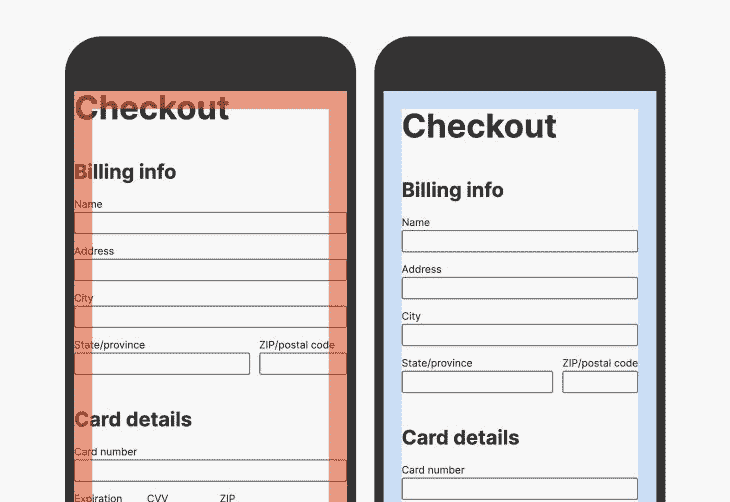 Checkout
Billing info
Name
Address
City
State/province ZIP/postal code
Card details
Card number
Expiration CVV ZIP
Checkout
Billing info
Name
Address
City
State/province ZIP/postal code
Card details
Card number